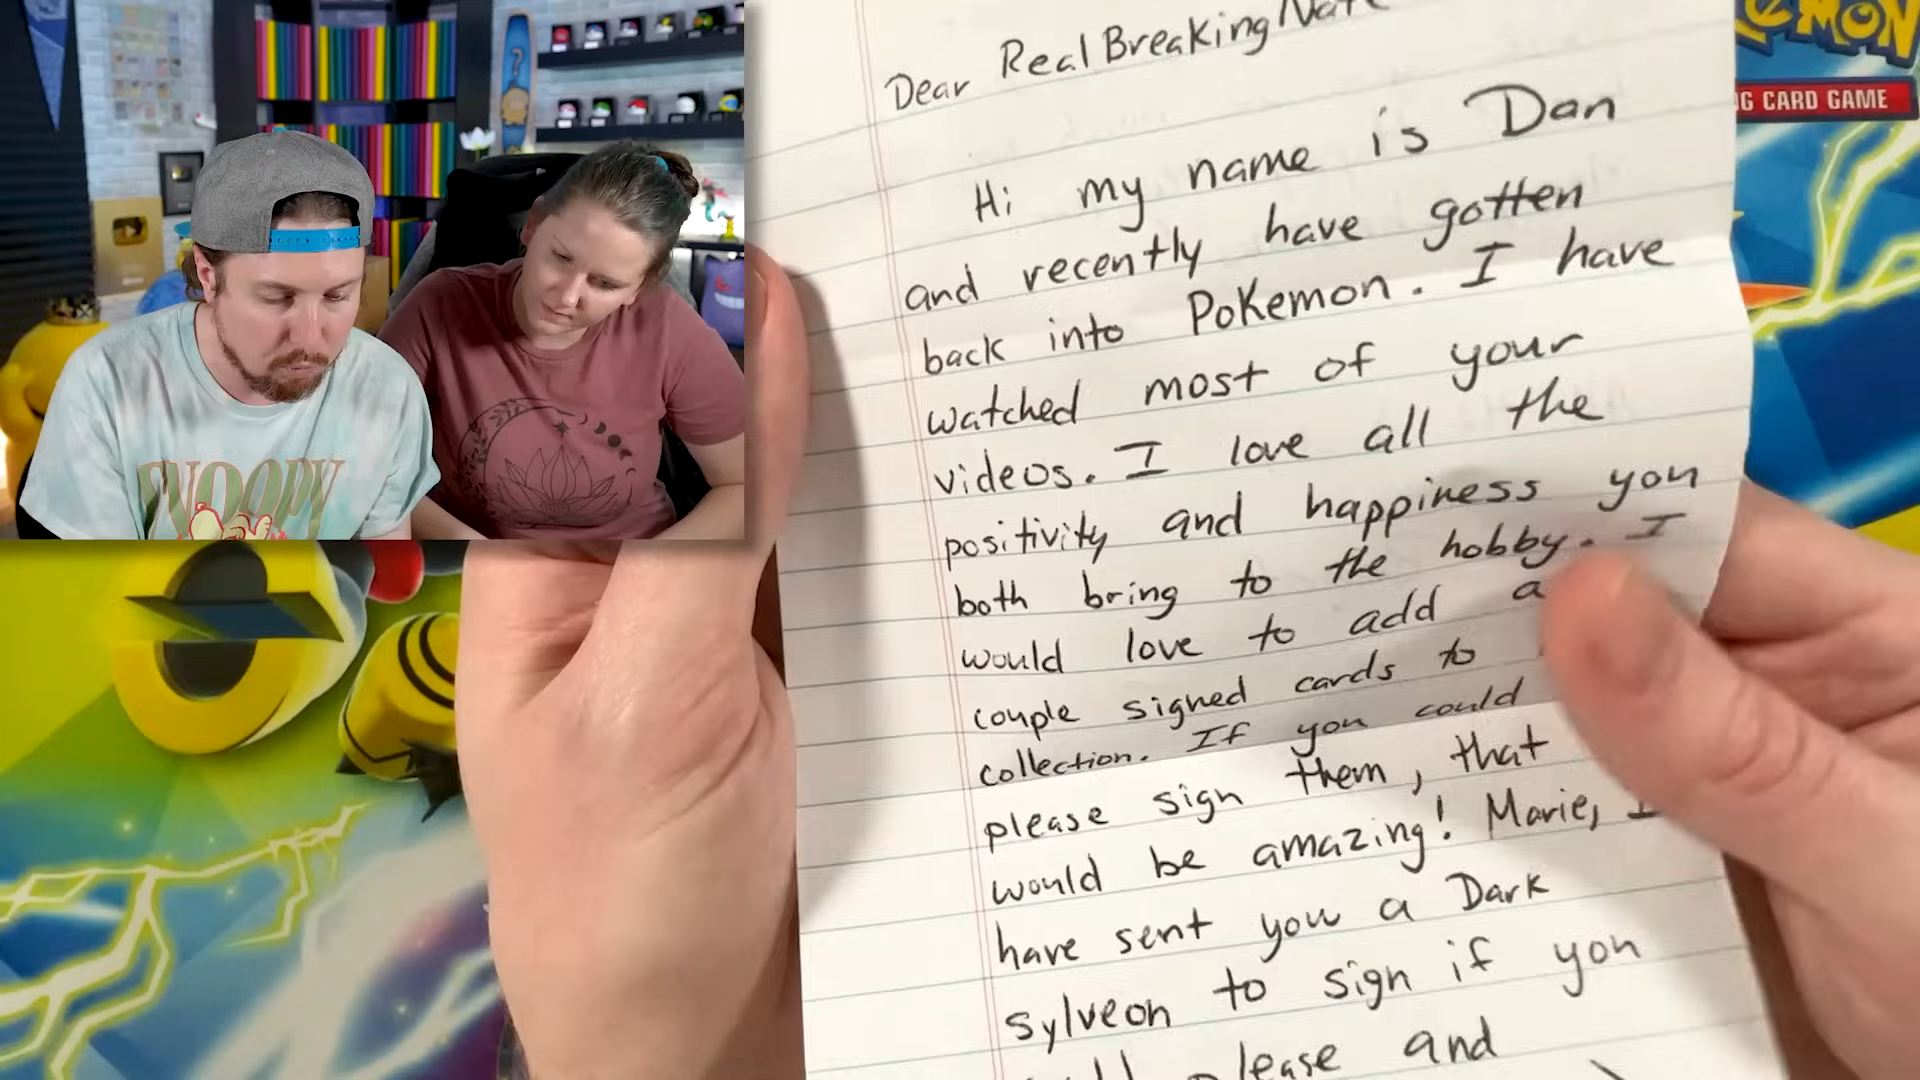 Dear Real Breaking Nate
Hi my name is Dan
and recently have gotten
back into Pokemon. I have
watched most of your
videos. I love all the
positivity and happiness you
both bring to the hobby. I
would love to add a
couple signed cards to
collection. If you could
please sign them, that
would be amazing! Marie, I
have sent you a Dark
sylveon to sign if you
please and
SNOOPY
G CARD GAME
?